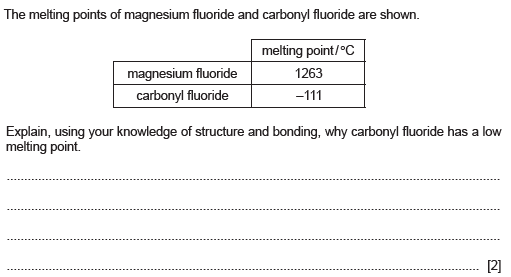 The melting points of magnesium fluoride and carbonyl fluoride are shown.
melting point/°C
magnesium fluoride 1263
carbonyl fluoride –111
Explain, using your knowledge of structure and bonding, why carbonyl fluoride has a low
melting point.
[2]